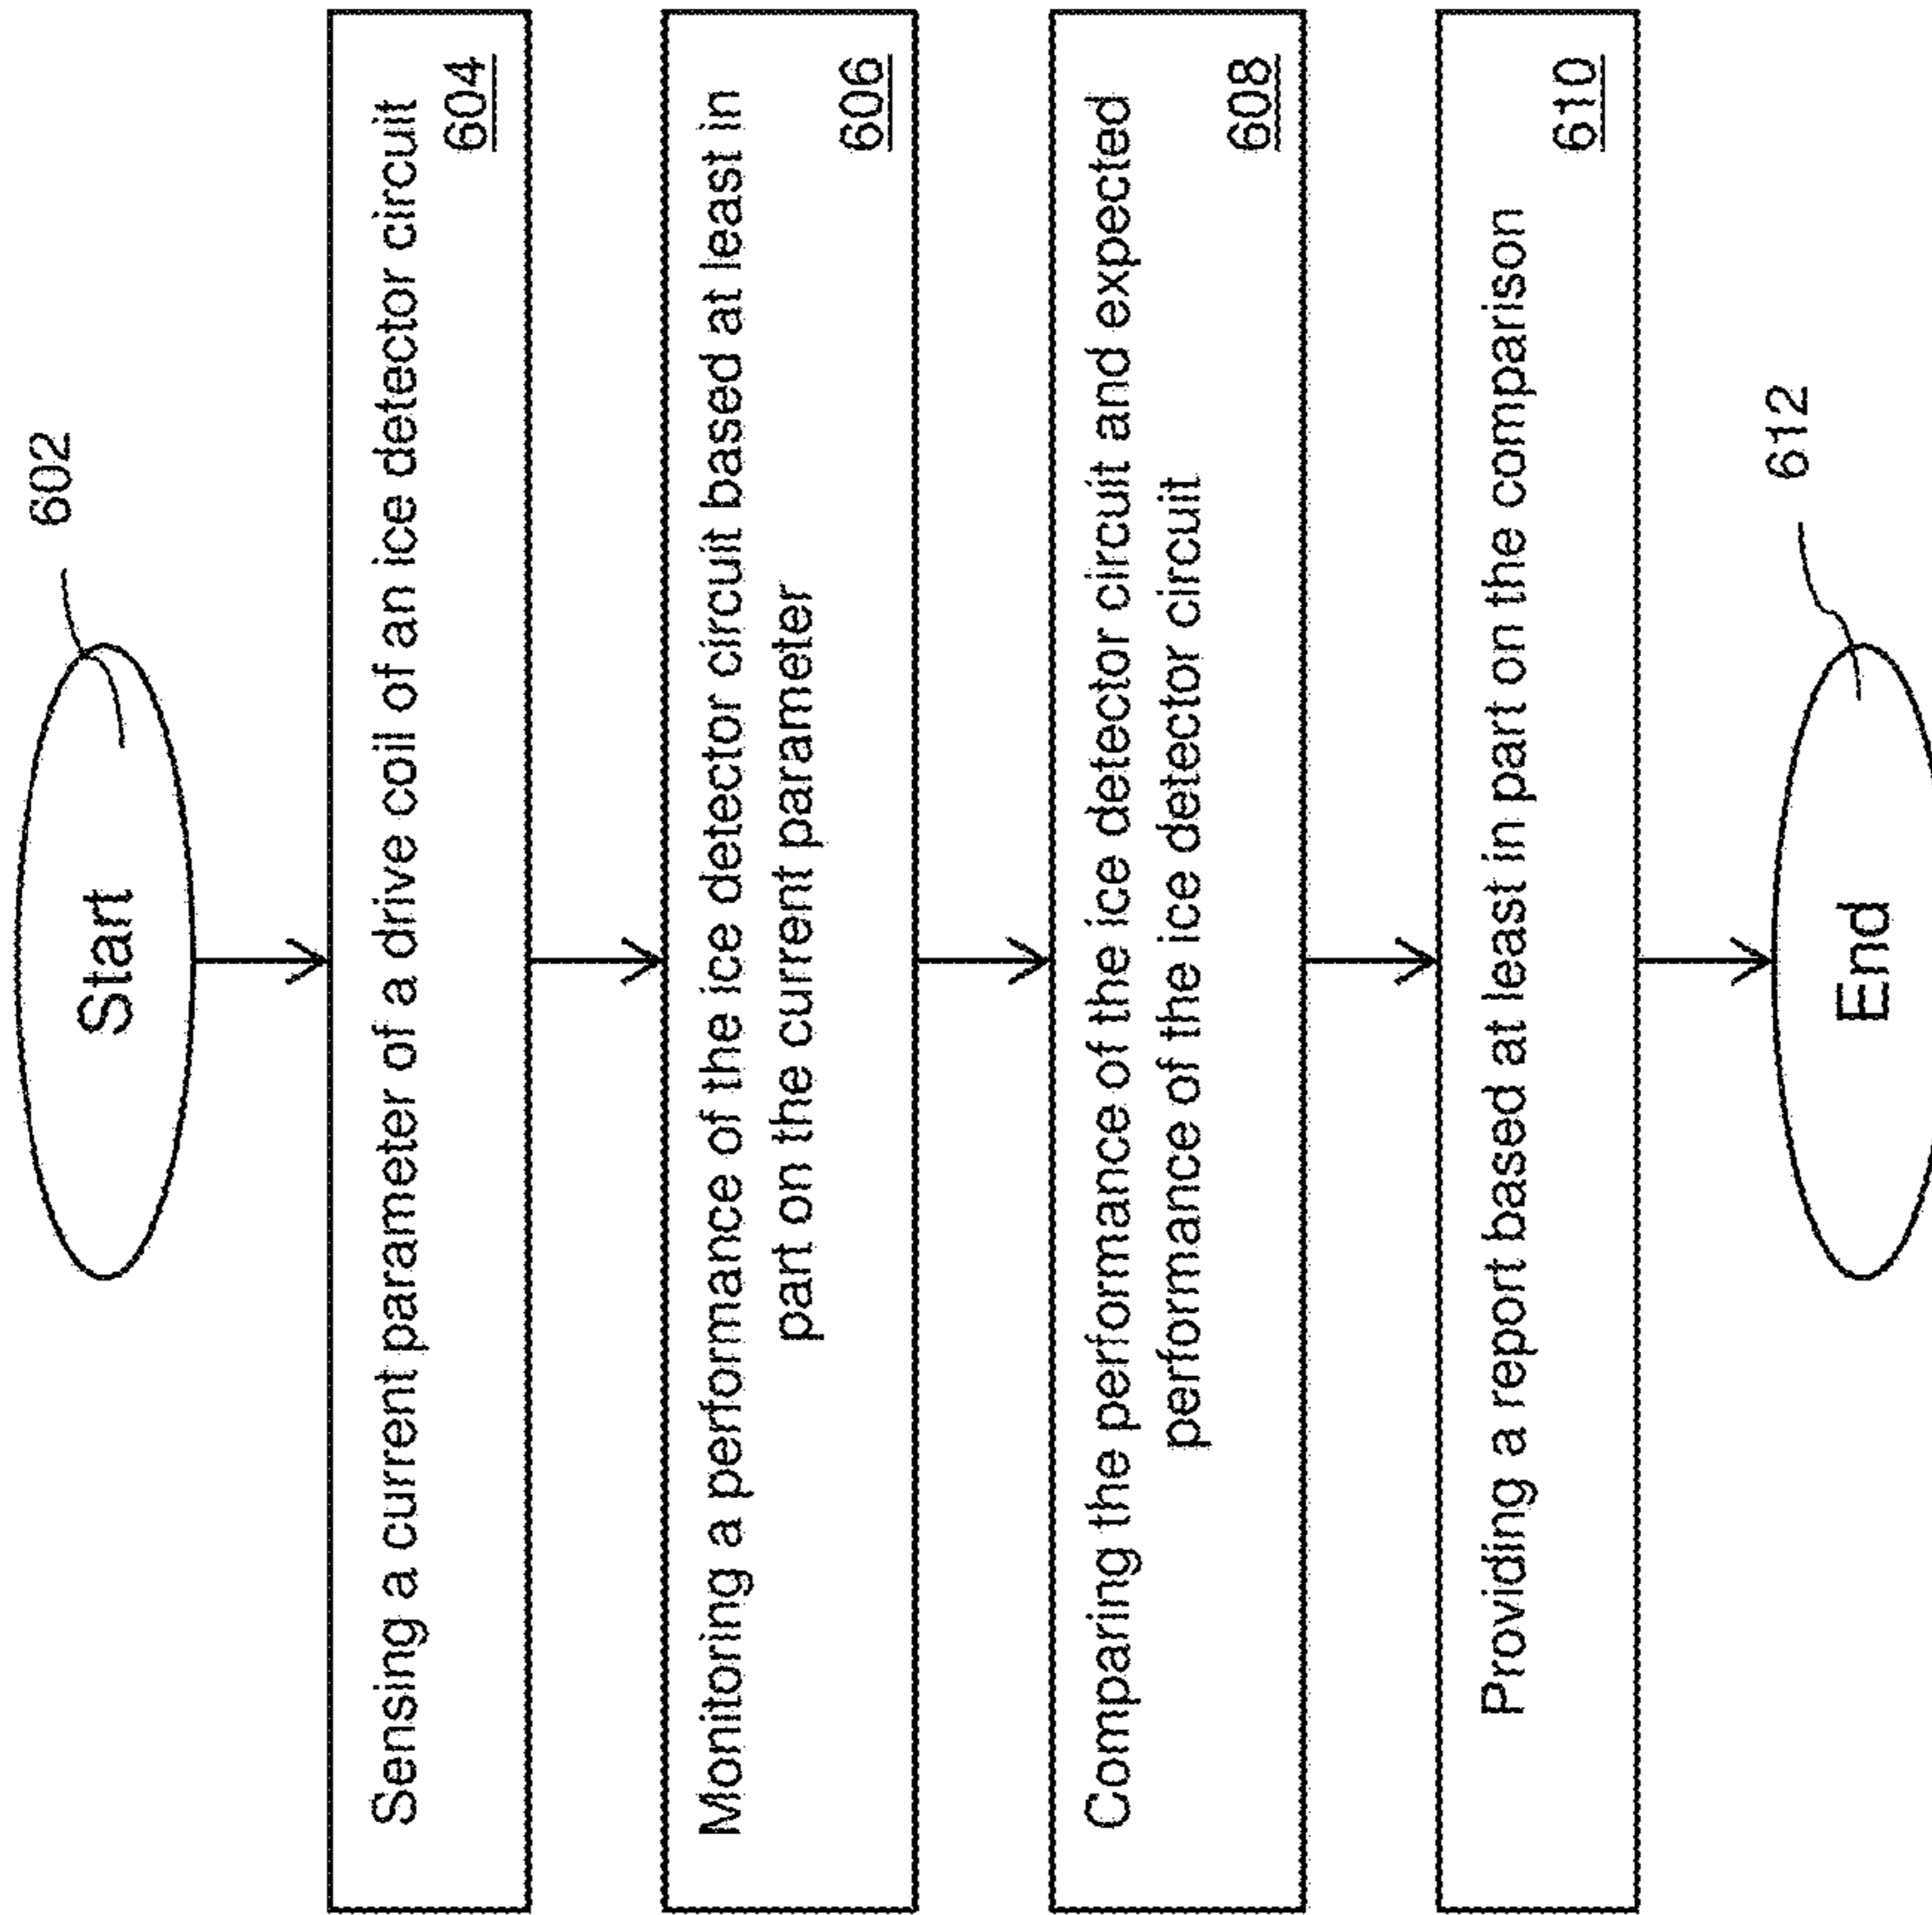 602
Start
Sensing a current parameter of a drive coil of an ice detector circuit
604
Monitoring a performance of the ice detector circuit based at least in
part on the current parameter
606
Comparing the performance of the ice detector circuit and expected
performance of the ice detector circuit
608
Providing a report based at least in part on the comparison
610
612
End